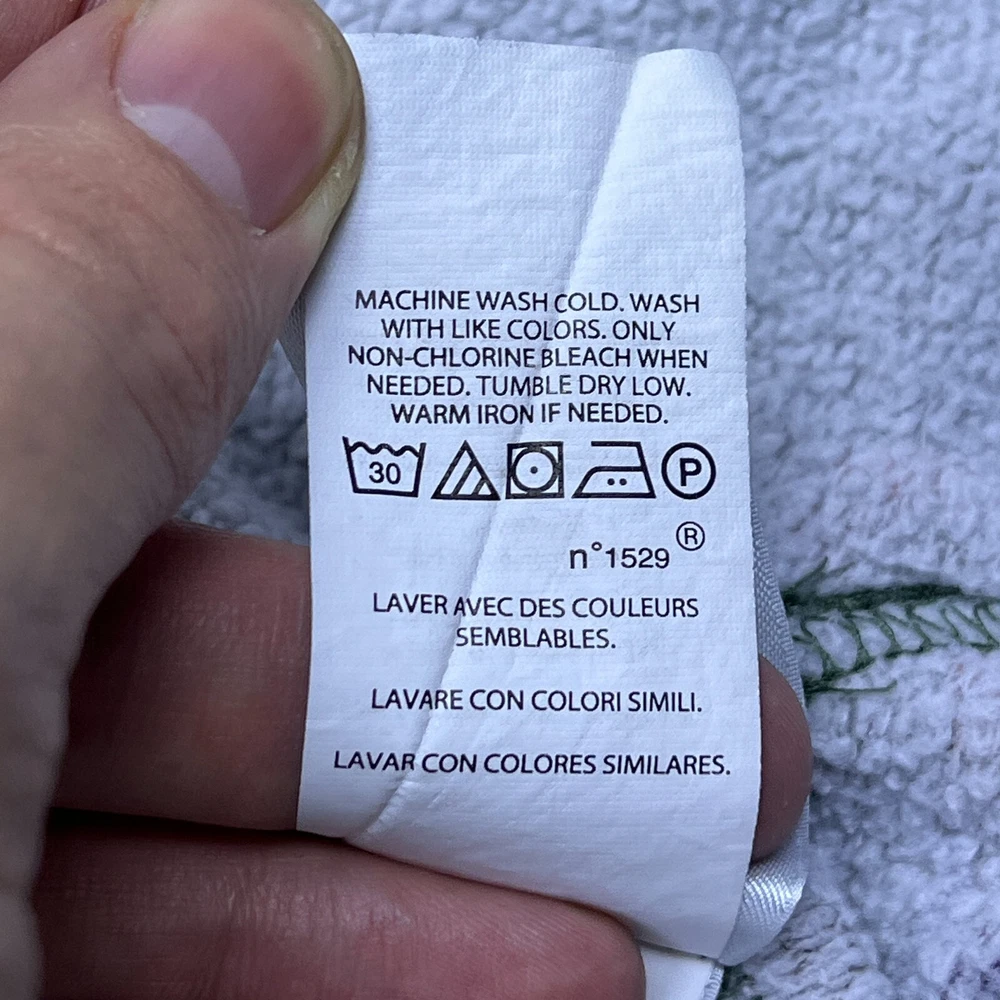 MACHINE WASH COLD. WASH
WITH LIKE COLORS. ONLY
NON-CHLORINE BLEACH WHEN
NEEDED. TUMBLE DRY LOW.
WARM IRON IF NEEDED.
30 P
n°1529®
LAVER AVEC DES COULEURS
SEMBLABLES.
LAVARE CON COLORI SIMILI.
LAVAR CON COLORES SIMILARES.